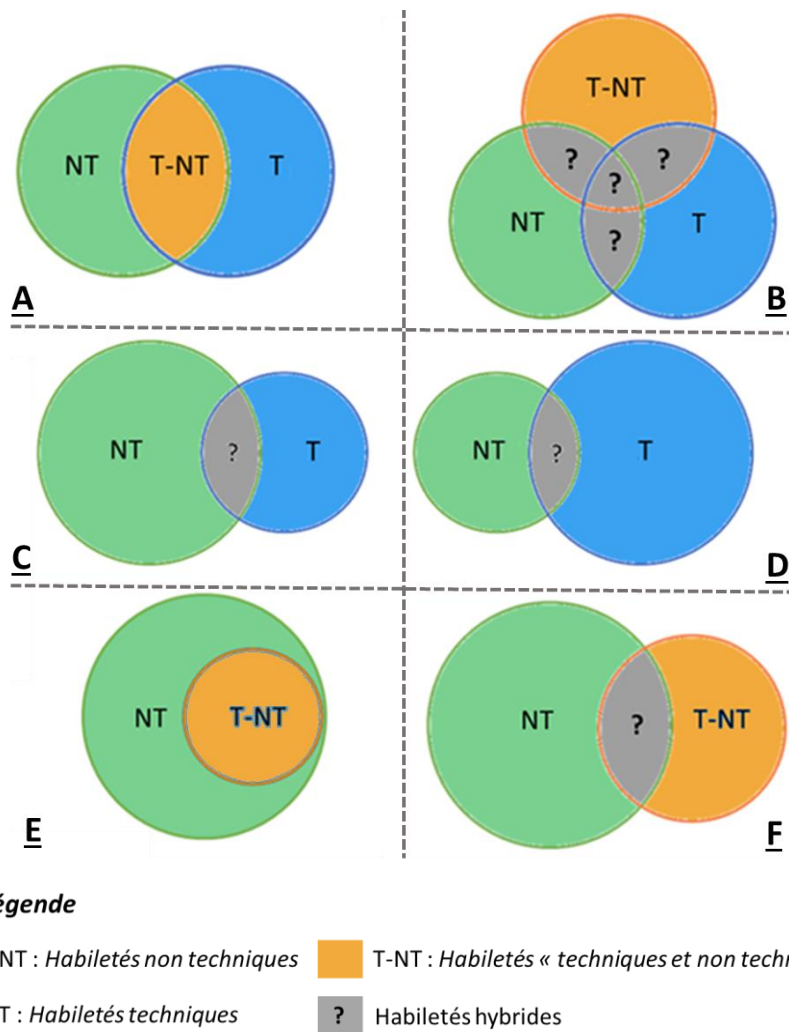 NT T-NT T
A
T-NT
? ?
?
NT T
?
B
NT ? T
C
NT ? T
D
NT T-NT
E
NT ? T-NT
F
égende
NT : Habiletés non techniques
T-NT : Habiletés « techniques et non techni
T : Habiletés techniques
? Habiletés hybrides